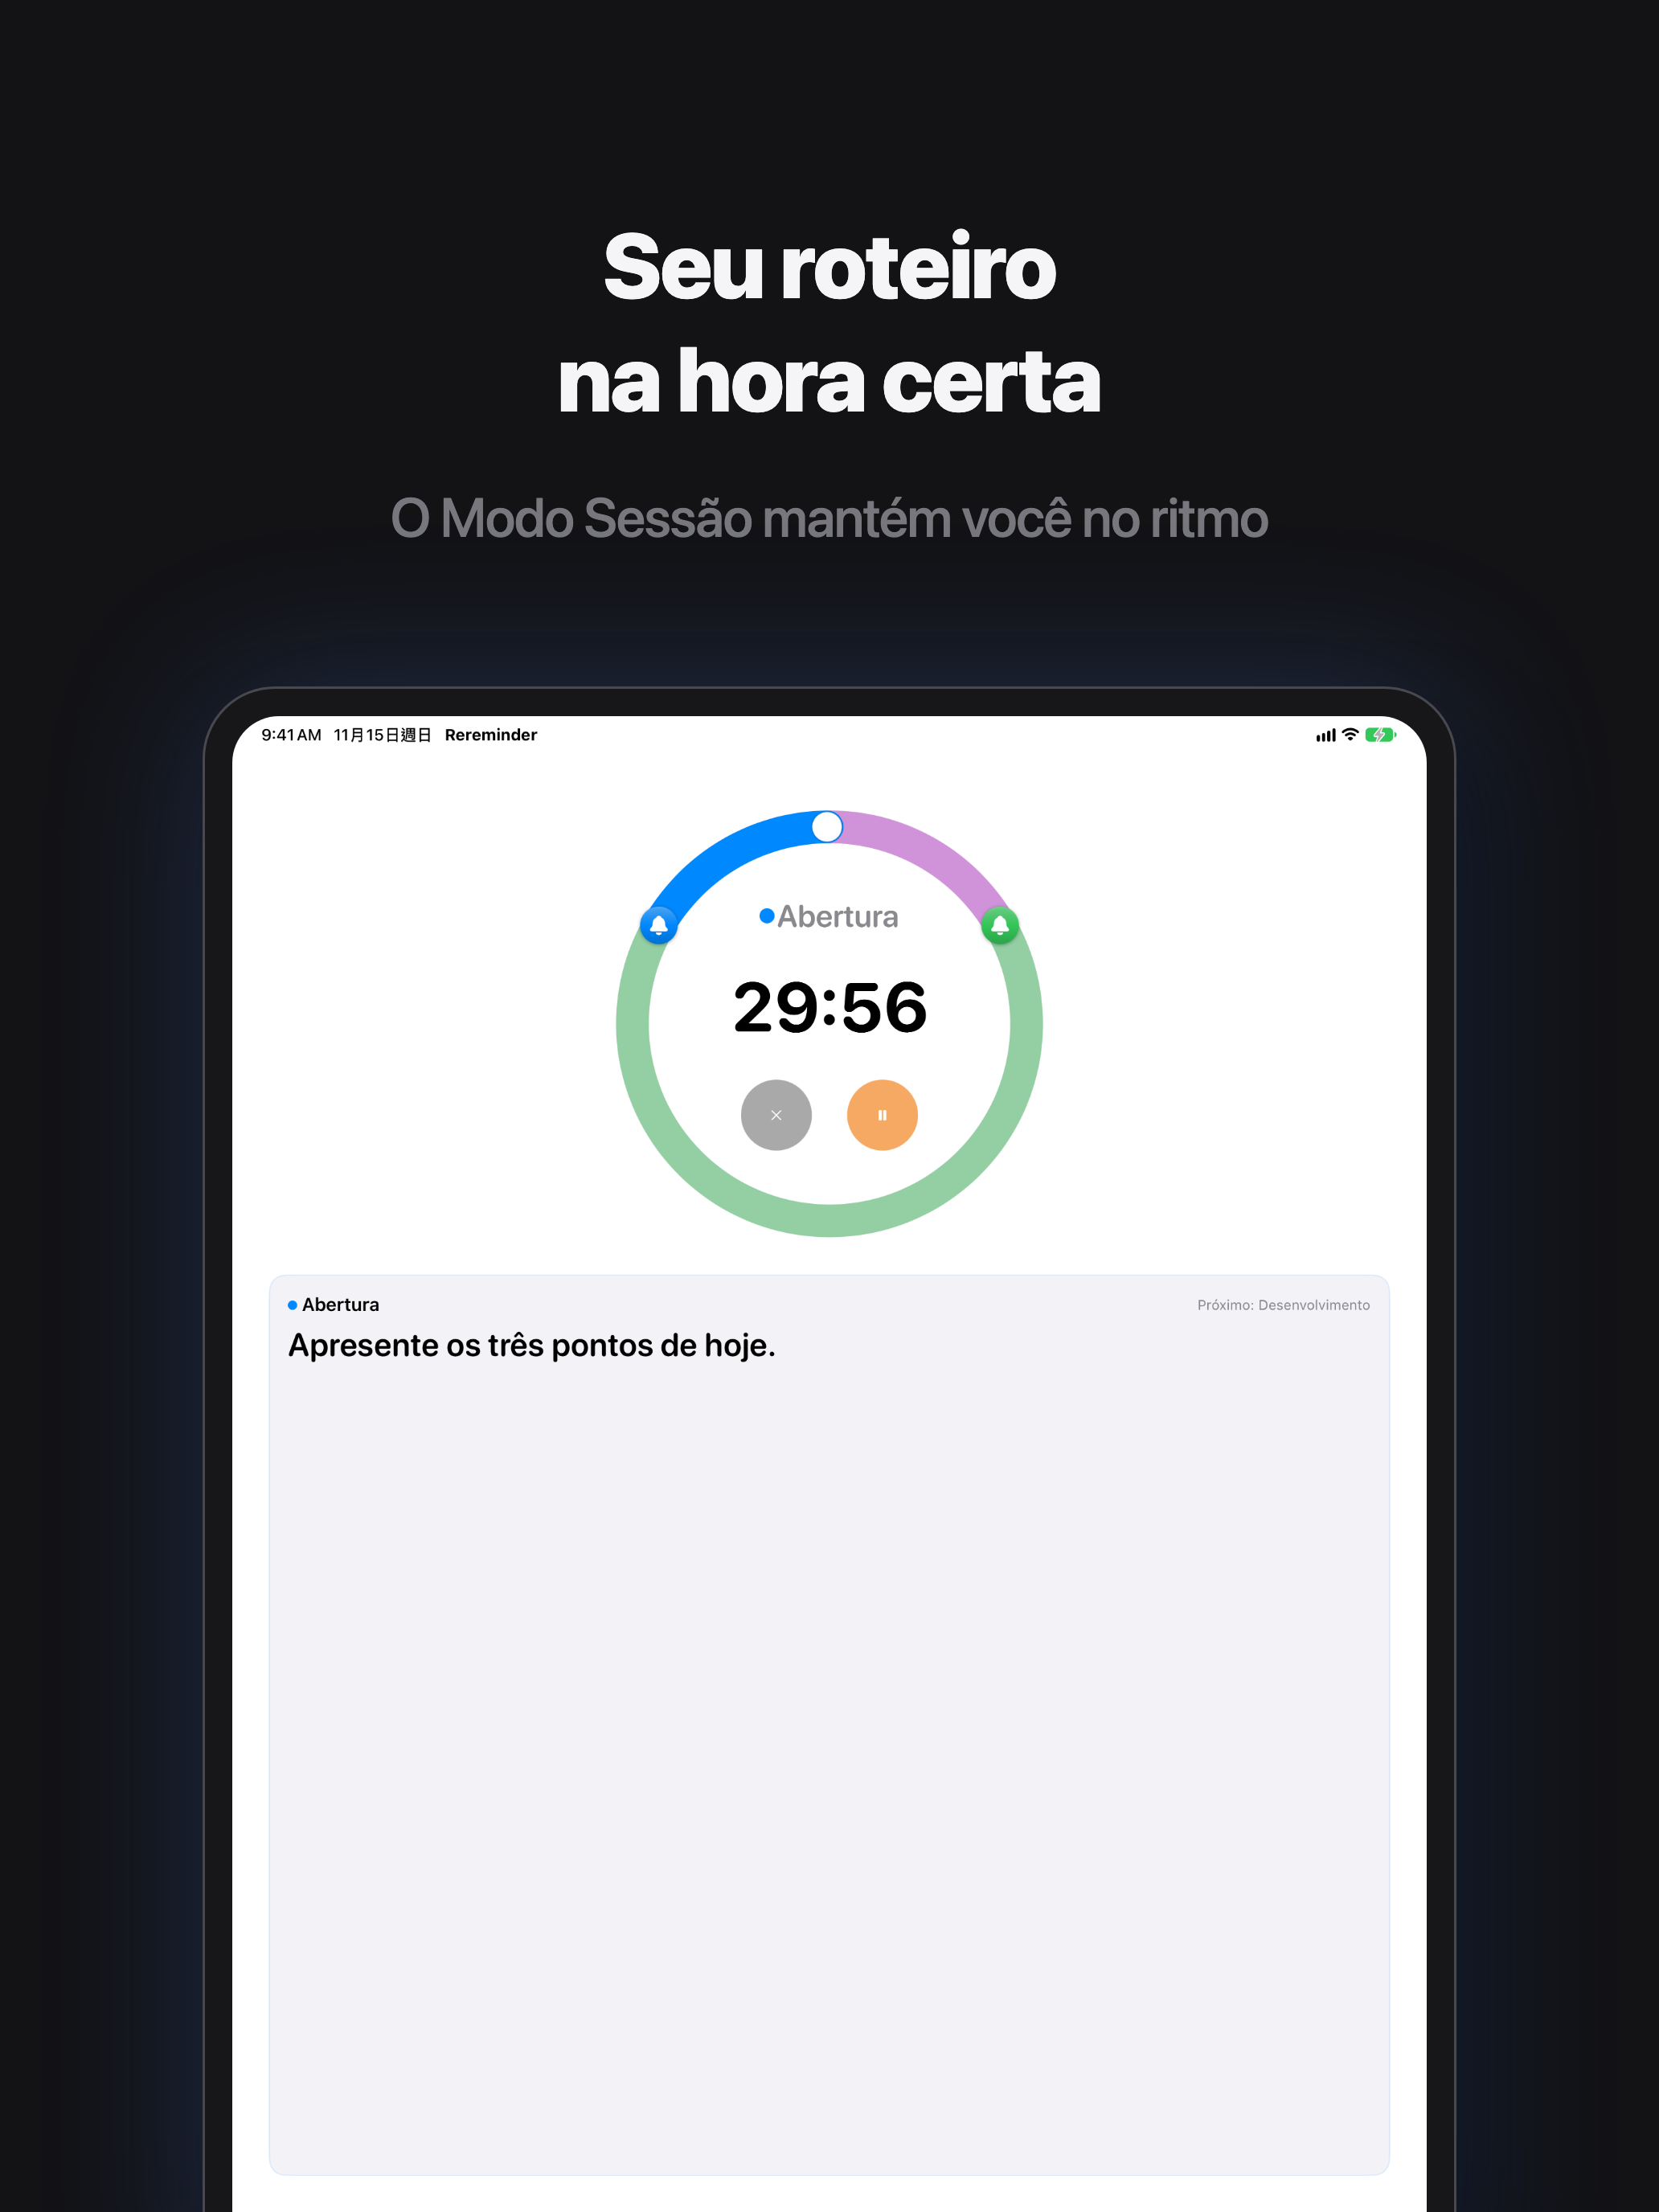 Seu roteiro
na hora certa
O Modo Sessão mantém você no ritmo
9:41 AM 11月15日週日 Rereminder
Abertura
29:56
Abertura
Próximo: Desenvolvimento
Apresente os três pontos de hoje.